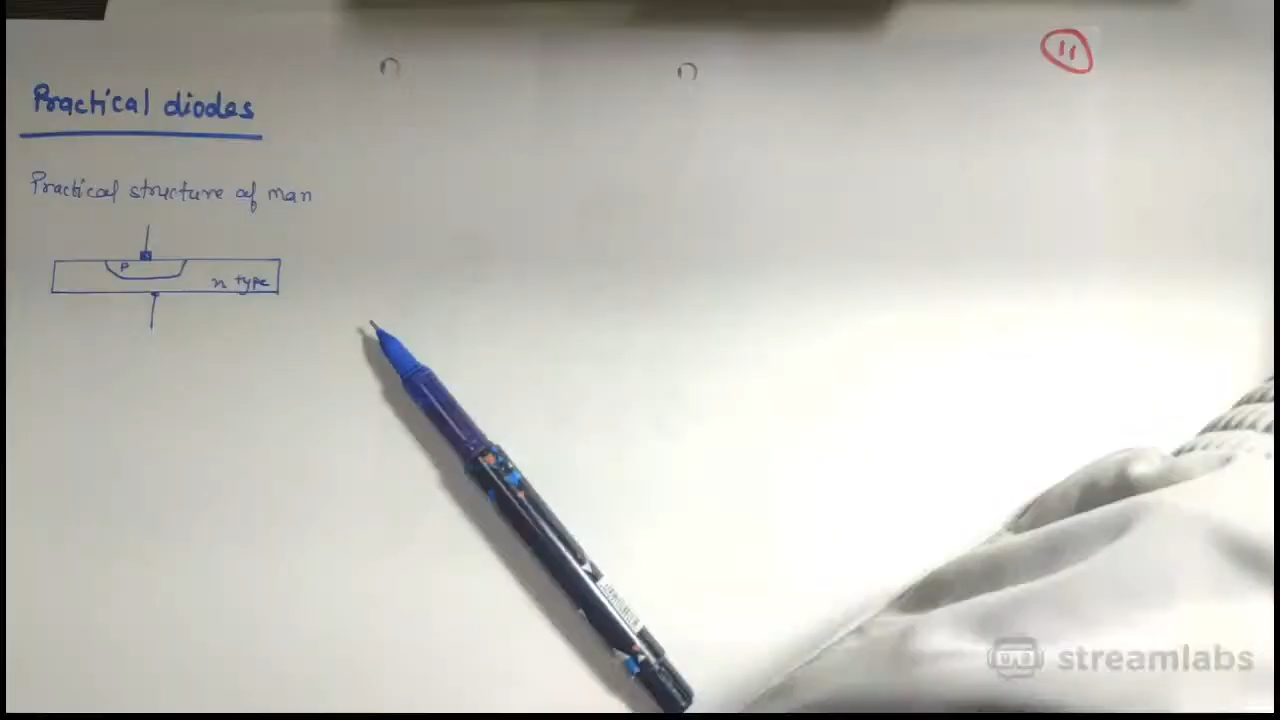 11
Practical diodes
Practical structure of man
P
n type
streamlabs